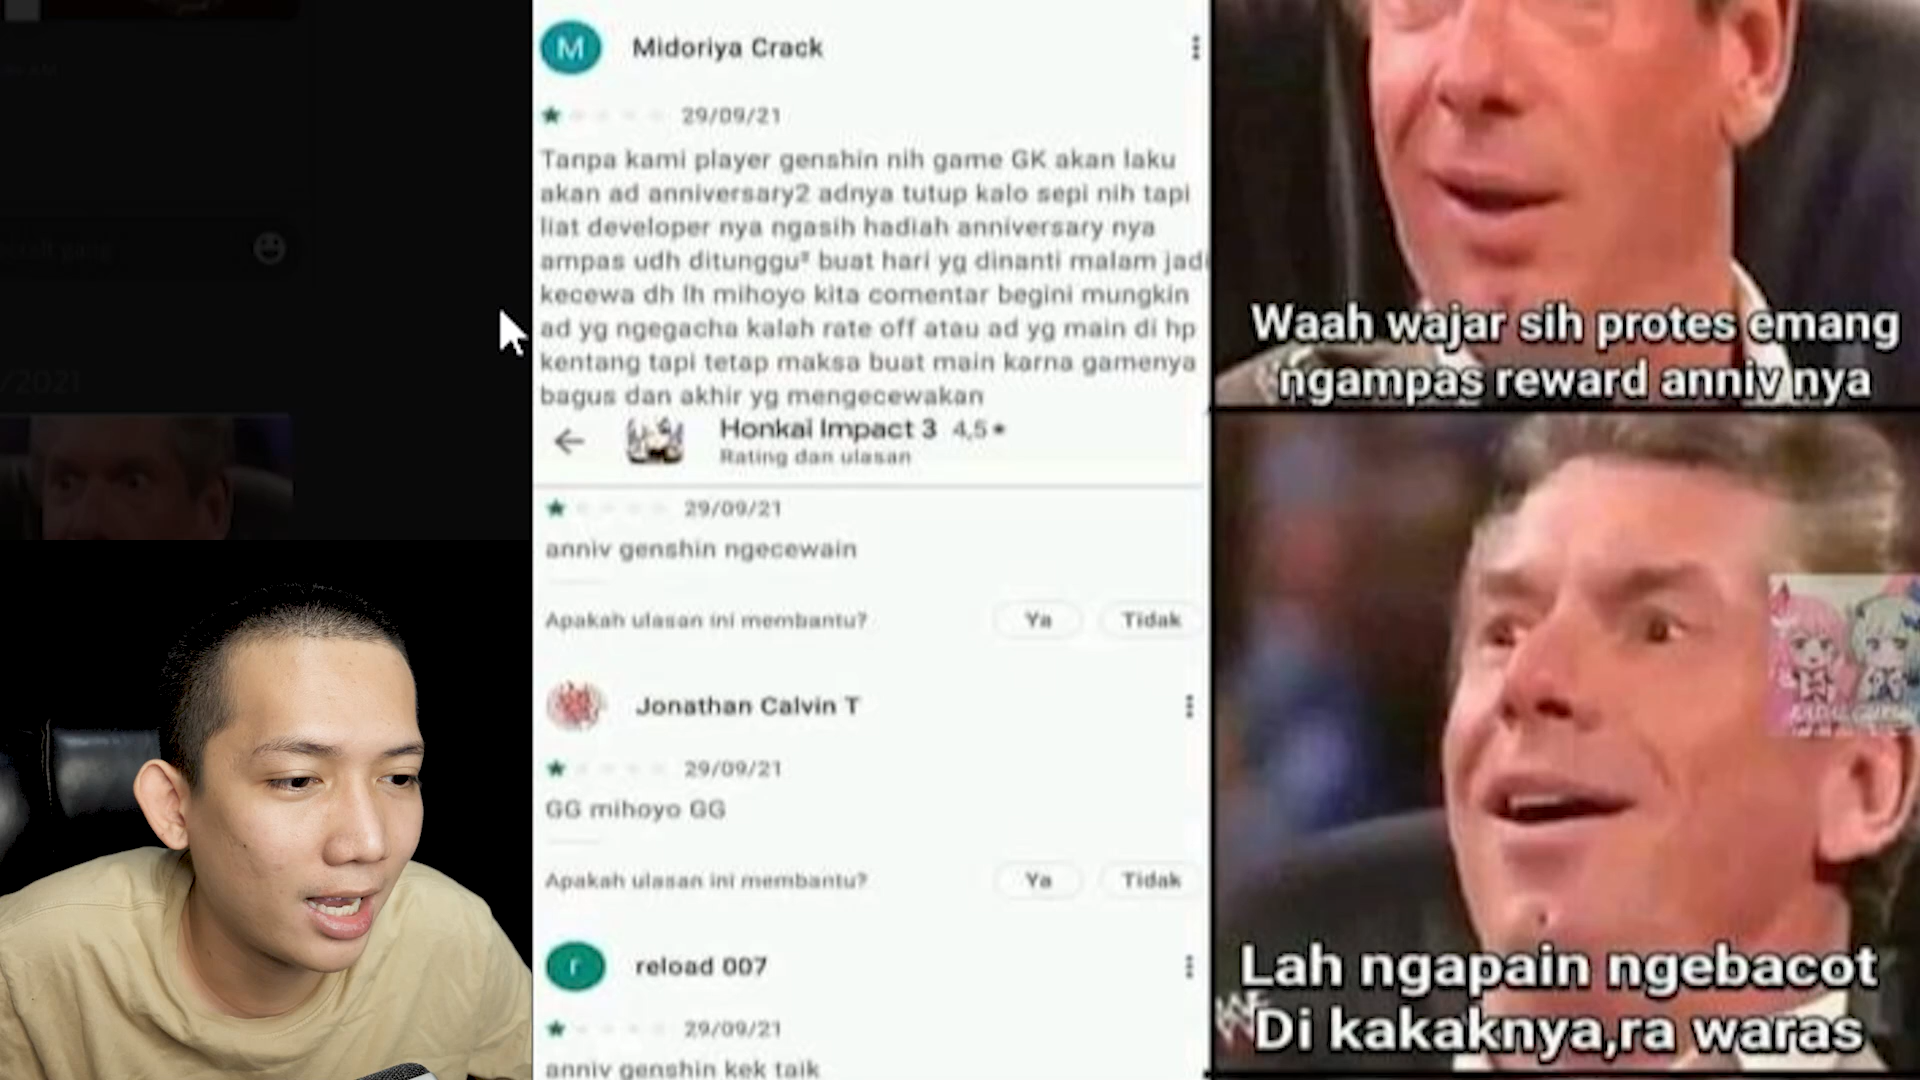 M Midoriya Crack
29/09/21
Tanpa kami player genshin nih game GK akan laku
akan ad anniversary2 adnya tutup kalo sepi nih tapi
liat developer nya ngasih hadiah anniversary nya
ampas udh ditunggu² buat hari yg dinanti malam jadi
kecewa dh lh mihoyo kita comentar begini mungkin
ad yg ngegacha kalah rate off atau ad yg main di hp
kentang tapi tetap maksa buat main karna gamenya
bagus dan akhir yg mengecewakan
Honkai Impact 3 4,5★
Rating dan ulasan
29/09/21
anniv genshin ngecewain
Apakah ulasan ini membantu? Ya Tidak
Jonathan Calvin T
29/09/21
GG mihoyo GG
Apakah ulasan ini membantu? Ya Tidak
r reload 007
29/09/21
anniv genshin kek taik
Waah wajar sih protes emang
ngampas reward anniv nya
Lah ngapain ngebacot
Di kakaknya,ra waras
/2021